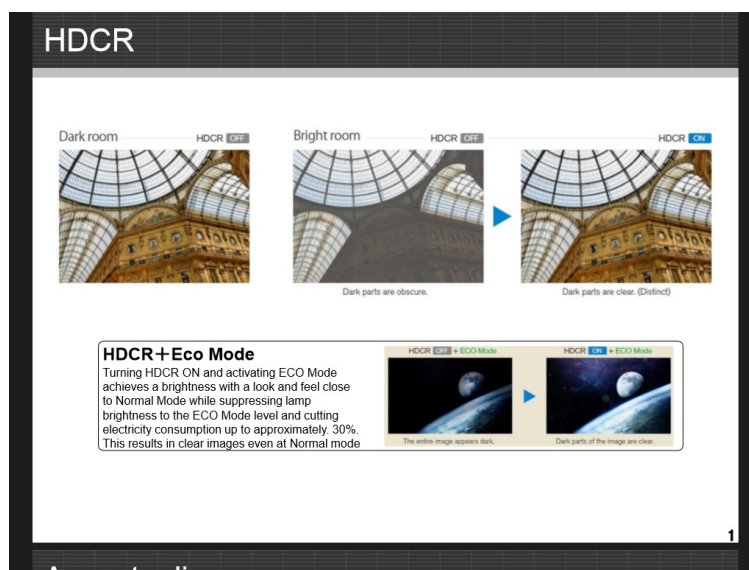 HDCR
Dark room HDCR OFF
Bright room HDCR OFF HDCR ON
Dark parts are obscure. Dark parts are clear. (Distinct)
HDCR+Eco Mode
Turning HDCR ON and activating ECO Mode
achieves a brightness with a look and feel close
to Normal Mode while suppressing lamp
brightness to the ECO Mode level and cutting
electricity consumption up to approximately. 30%.
This results in clear images even at Normal mode
HDCR OFF + ECO Mode HDCR ON + ECO Mode
The entire image appears dark. Dark parts of the image are clear.
1